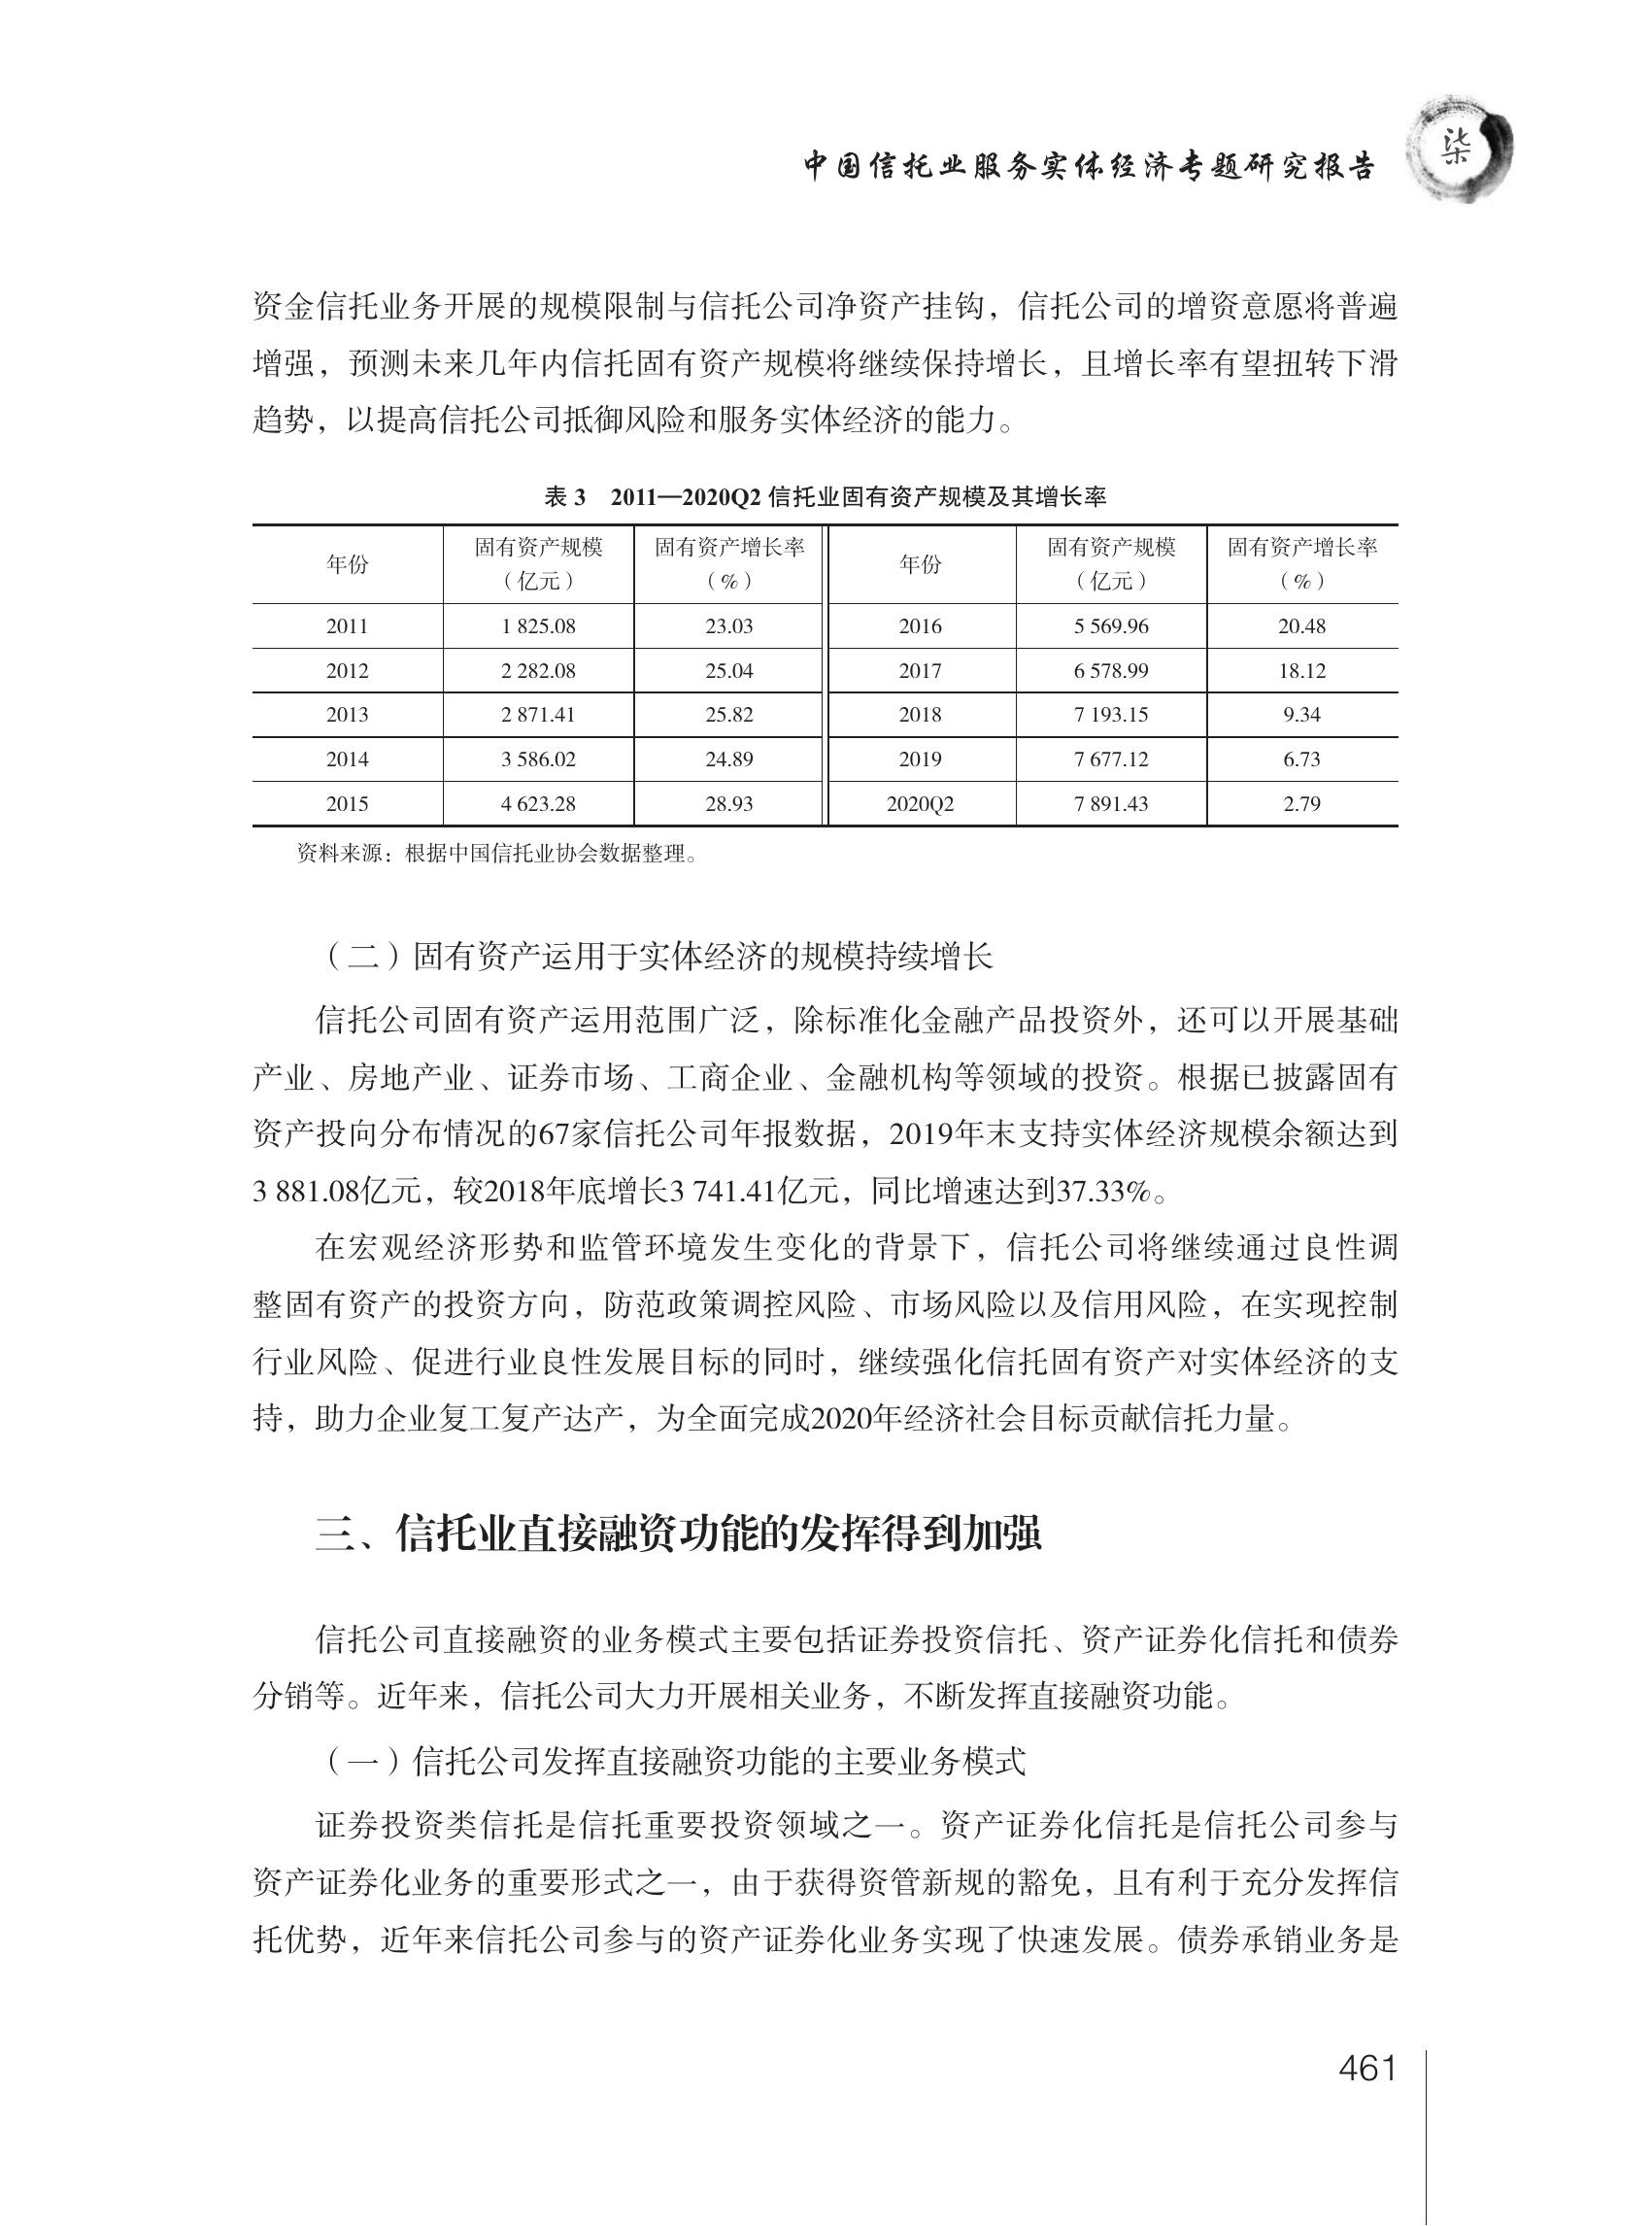 中国信托业服务实体经济专题研究报告
柒
资金信托业务开展的规模限制与信托公司净资产挂钩，信托公司的增资意愿将普遍
增强，预测未来几年内信托固有资产规模将继续保持增长，且增长率有望扭转下滑
趋势，以提高信托公司抵御风险和服务实体经济的能力。
表 3 2011—2020Q2 信托业固有资产规模及其增长率
年份 固有资产规模（亿元） 固有资产增长率（%） 年份 固有资产规模（亿元） 固有资产增长率（%）
2011 1 825.08 23.03 2016 5 569.96 20.48
2012 2 282.08 25.04 2017 6 578.99 18.12
2013 2 871.41 25.82 2018 7 193.15 9.34
2014 3 586.02 24.89 2019 7 677.12 6.73
2015 4 623.28 28.93 2020Q2 7 891.43 2.79
资料来源：根据中国信托业协会数据整理。
（二）固有资产运用于实体经济的规模持续增长
信托公司固有资产运用范围广泛，除标准化金融产品投资外，还可以开展基础
产业、房地产业、证券市场、工商企业、金融机构等领域的投资。根据已披露固有
资产投向分布情况的67家信托公司年报数据，2019年末支持实体经济规模余额达到
3 881.08亿元，较2018年底增长3 741.41亿元，同比增速达到37.33%。
在宏观经济形势和监管环境发生变化的背景下，信托公司将继续通过良性调
整固有资产的投资方向，防范政策调控风险、市场风险以及信用风险，在实现控制
行业风险、促进行业良性发展目标的同时，继续强化信托固有资产对实体经济的支
持，助力企业复工复产达产，为全面完成2020年经济社会目标贡献信托力量。
三、信托业直接融资功能的发挥得到加强
信托公司直接融资的业务模式主要包括证券投资信托、资产证券化信托和债券
分销等。近年来，信托公司大力开展相关业务，不断发挥直接融资功能。
（一）信托公司发挥直接融资功能的主要业务模式
证券投资类信托是信托重要投资领域之一。资产证券化信托是信托公司参与
资产证券化业务的重要形式之一，由于获得资管新规的豁免，且有利于充分发挥信
托优势，近年来信托公司参与的资产证券化业务实现了快速发展。债券承销业务是
461